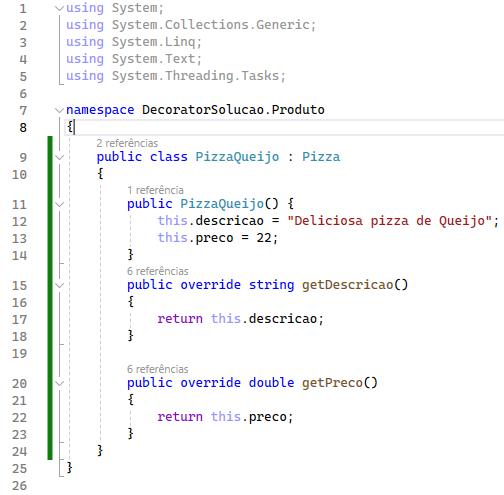 1 using System;
2 using System.Collections.Generic;
3 using System.Linq;
4 using System.Text;
5 using System.Threading.Tasks;
6
7 namespace DecoratorSolucao.Produto
8 {
2 referências
9 public class PizzaQueijo : Pizza
10 {
1 referência
11 public PizzaQueijo() {
12 this.descricao = "Deliciosa pizza de Queijo";
13 this.preco = 22;
14 }
6 referências
15 public override string getDescricao()
16 {
17 return this.descricao;
18 }
19
6 referências
20 public override double getPreco()
21 {
22 return this.preco;
23 }
24 }
25 }
26